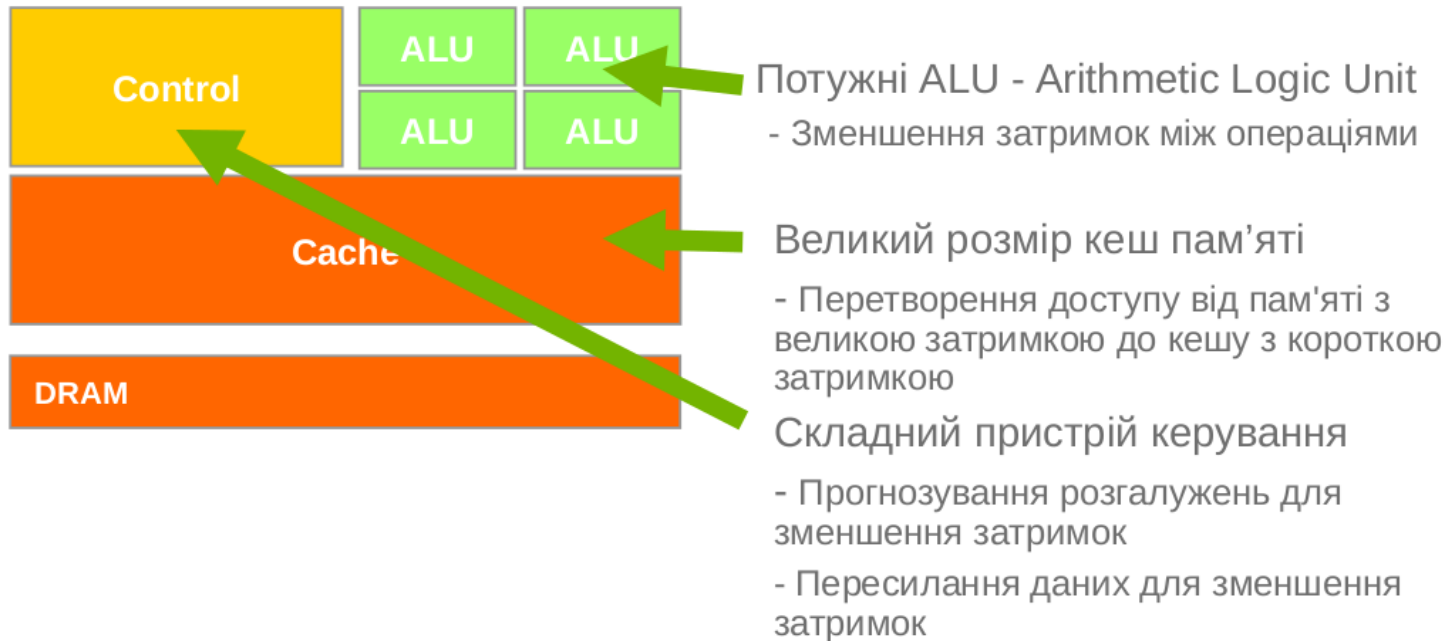 Control
ALU
ALU
ALU
ALU
Cache
DRAM
Потужні ALU - Arithmetic Logic Unit
- Зменшення затримок між операціями
Великий розмір кеш пам’яті
- Перетворення доступу від пам'яті з
великою затримкою до кешу з короткою
затримкою
Складний пристрій керування
- Прогнозування розгалужень для
зменшення затримок
- Пересилання даних для зменшення
затримок